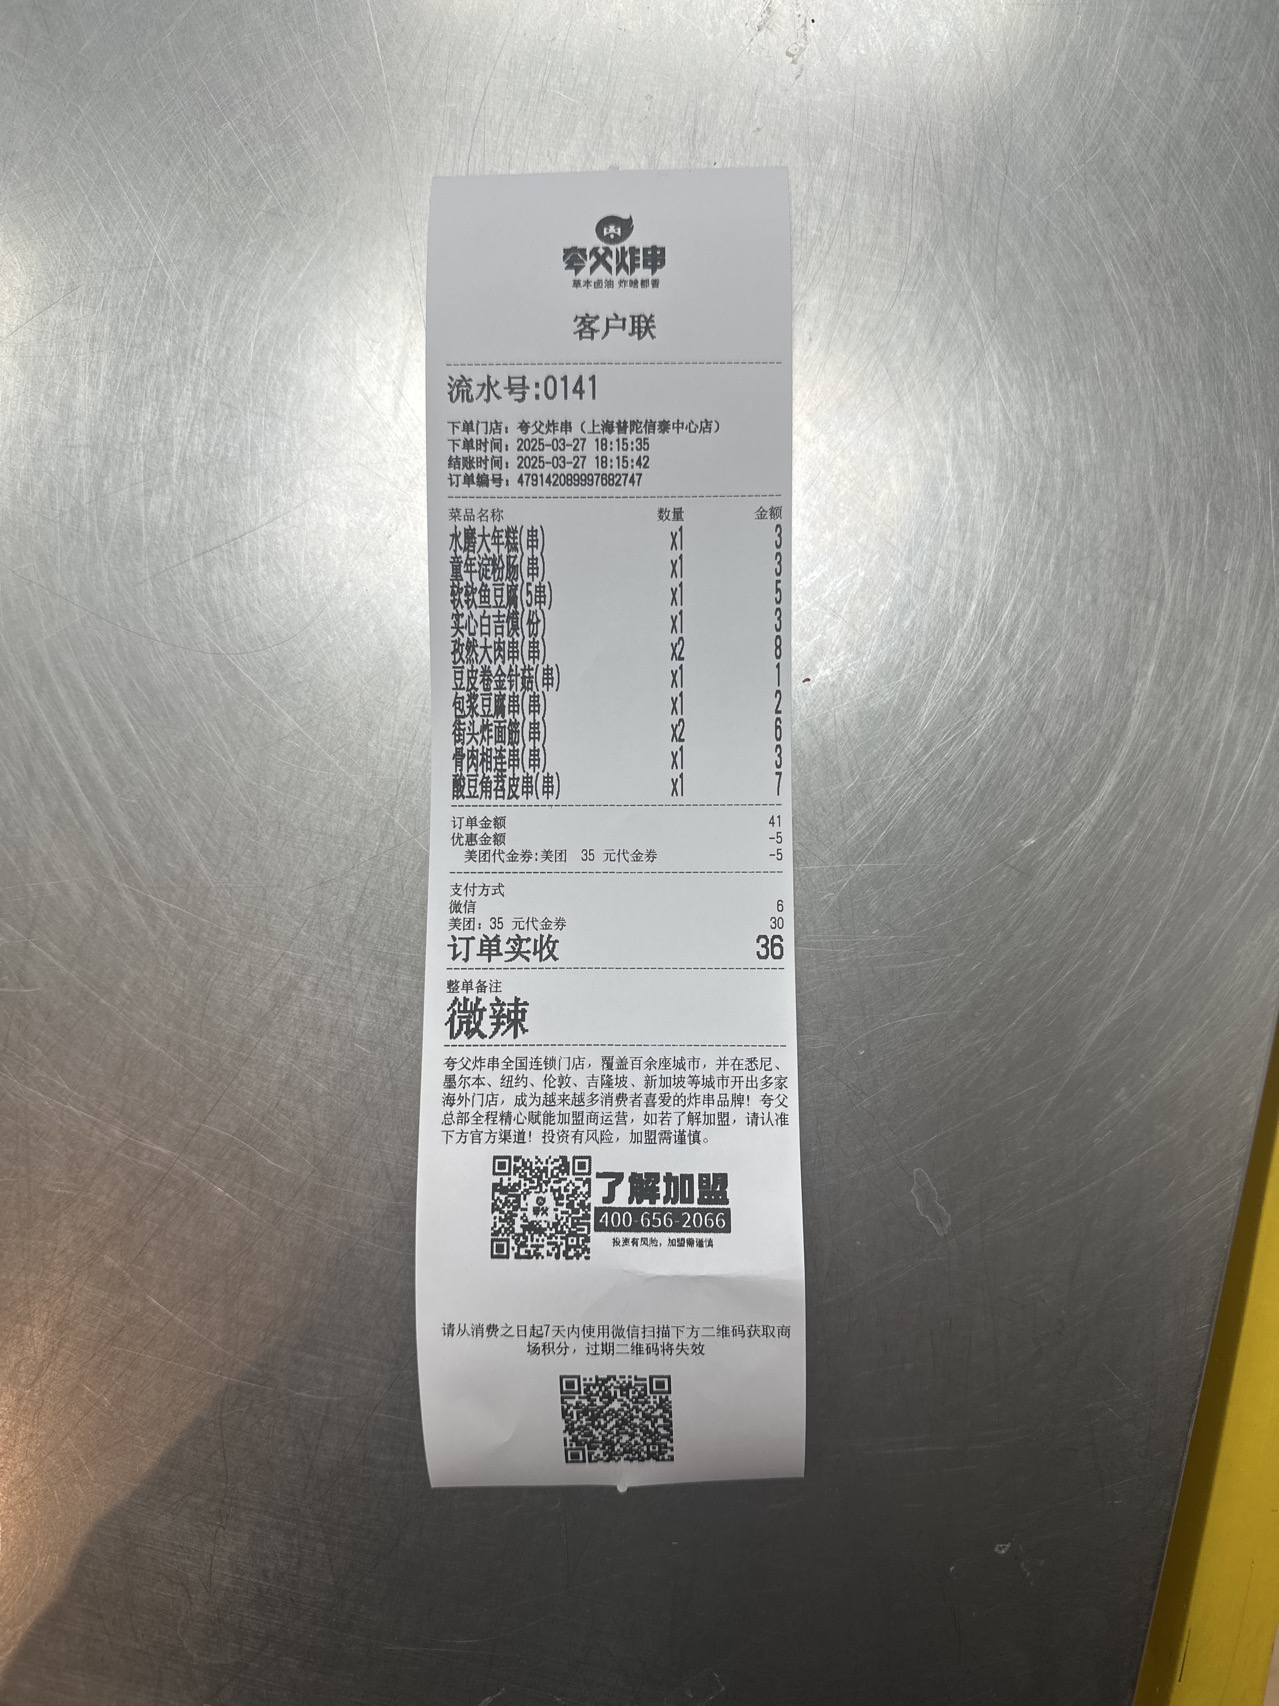 夸父炸串
草本卤油 炸啥都香
客户联
流水号:0141
下单门店: 夸父炸串（上海普陀信泰中心店）
下单时间: 2025-03-27 18:15:35
结账时间: 2025-03-27 18:15:42
订单编号: 479142089997682747
菜品名称 数量 金额
水磨大年糕(串) x1 3
童年淀粉肠(串) x1 3
软软鱼豆腐(5串) x1 5
实心白吉馍(份) x1 3
孜然大肉串(串) x2 8
豆皮卷金针菇(串) x1 1
包浆豆腐串(串) x1 2
街头炸面筋(串) x2 6
骨肉相连串(串) x1 3
酸豆角苕皮串(串) x1 7
订单金额 41
优惠金额 -5
美团代金券:美团 35 元代金券 -5
支付方式
微信 6
美团: 35 元代金券 30
订单实收 36
整单备注
微辣
夸父炸串全国连锁门店，覆盖百余座城市，并在悉尼、
墨尔本、纽约、伦敦、吉隆坡、新加坡等城市开出多家
海外门店，成为越来越多消费者喜爱的炸串品牌！夸父
总部全程精心赋能加盟商运营，如若了解加盟，请认准
下方官方渠道！投资有风险，加盟需谨慎。
夸父
了解加盟
400-656-2066
投资有风险，加盟需谨慎
请从消费之日起7天内使用微信扫描下方二维码获取商
场积分，过期二维码将失效